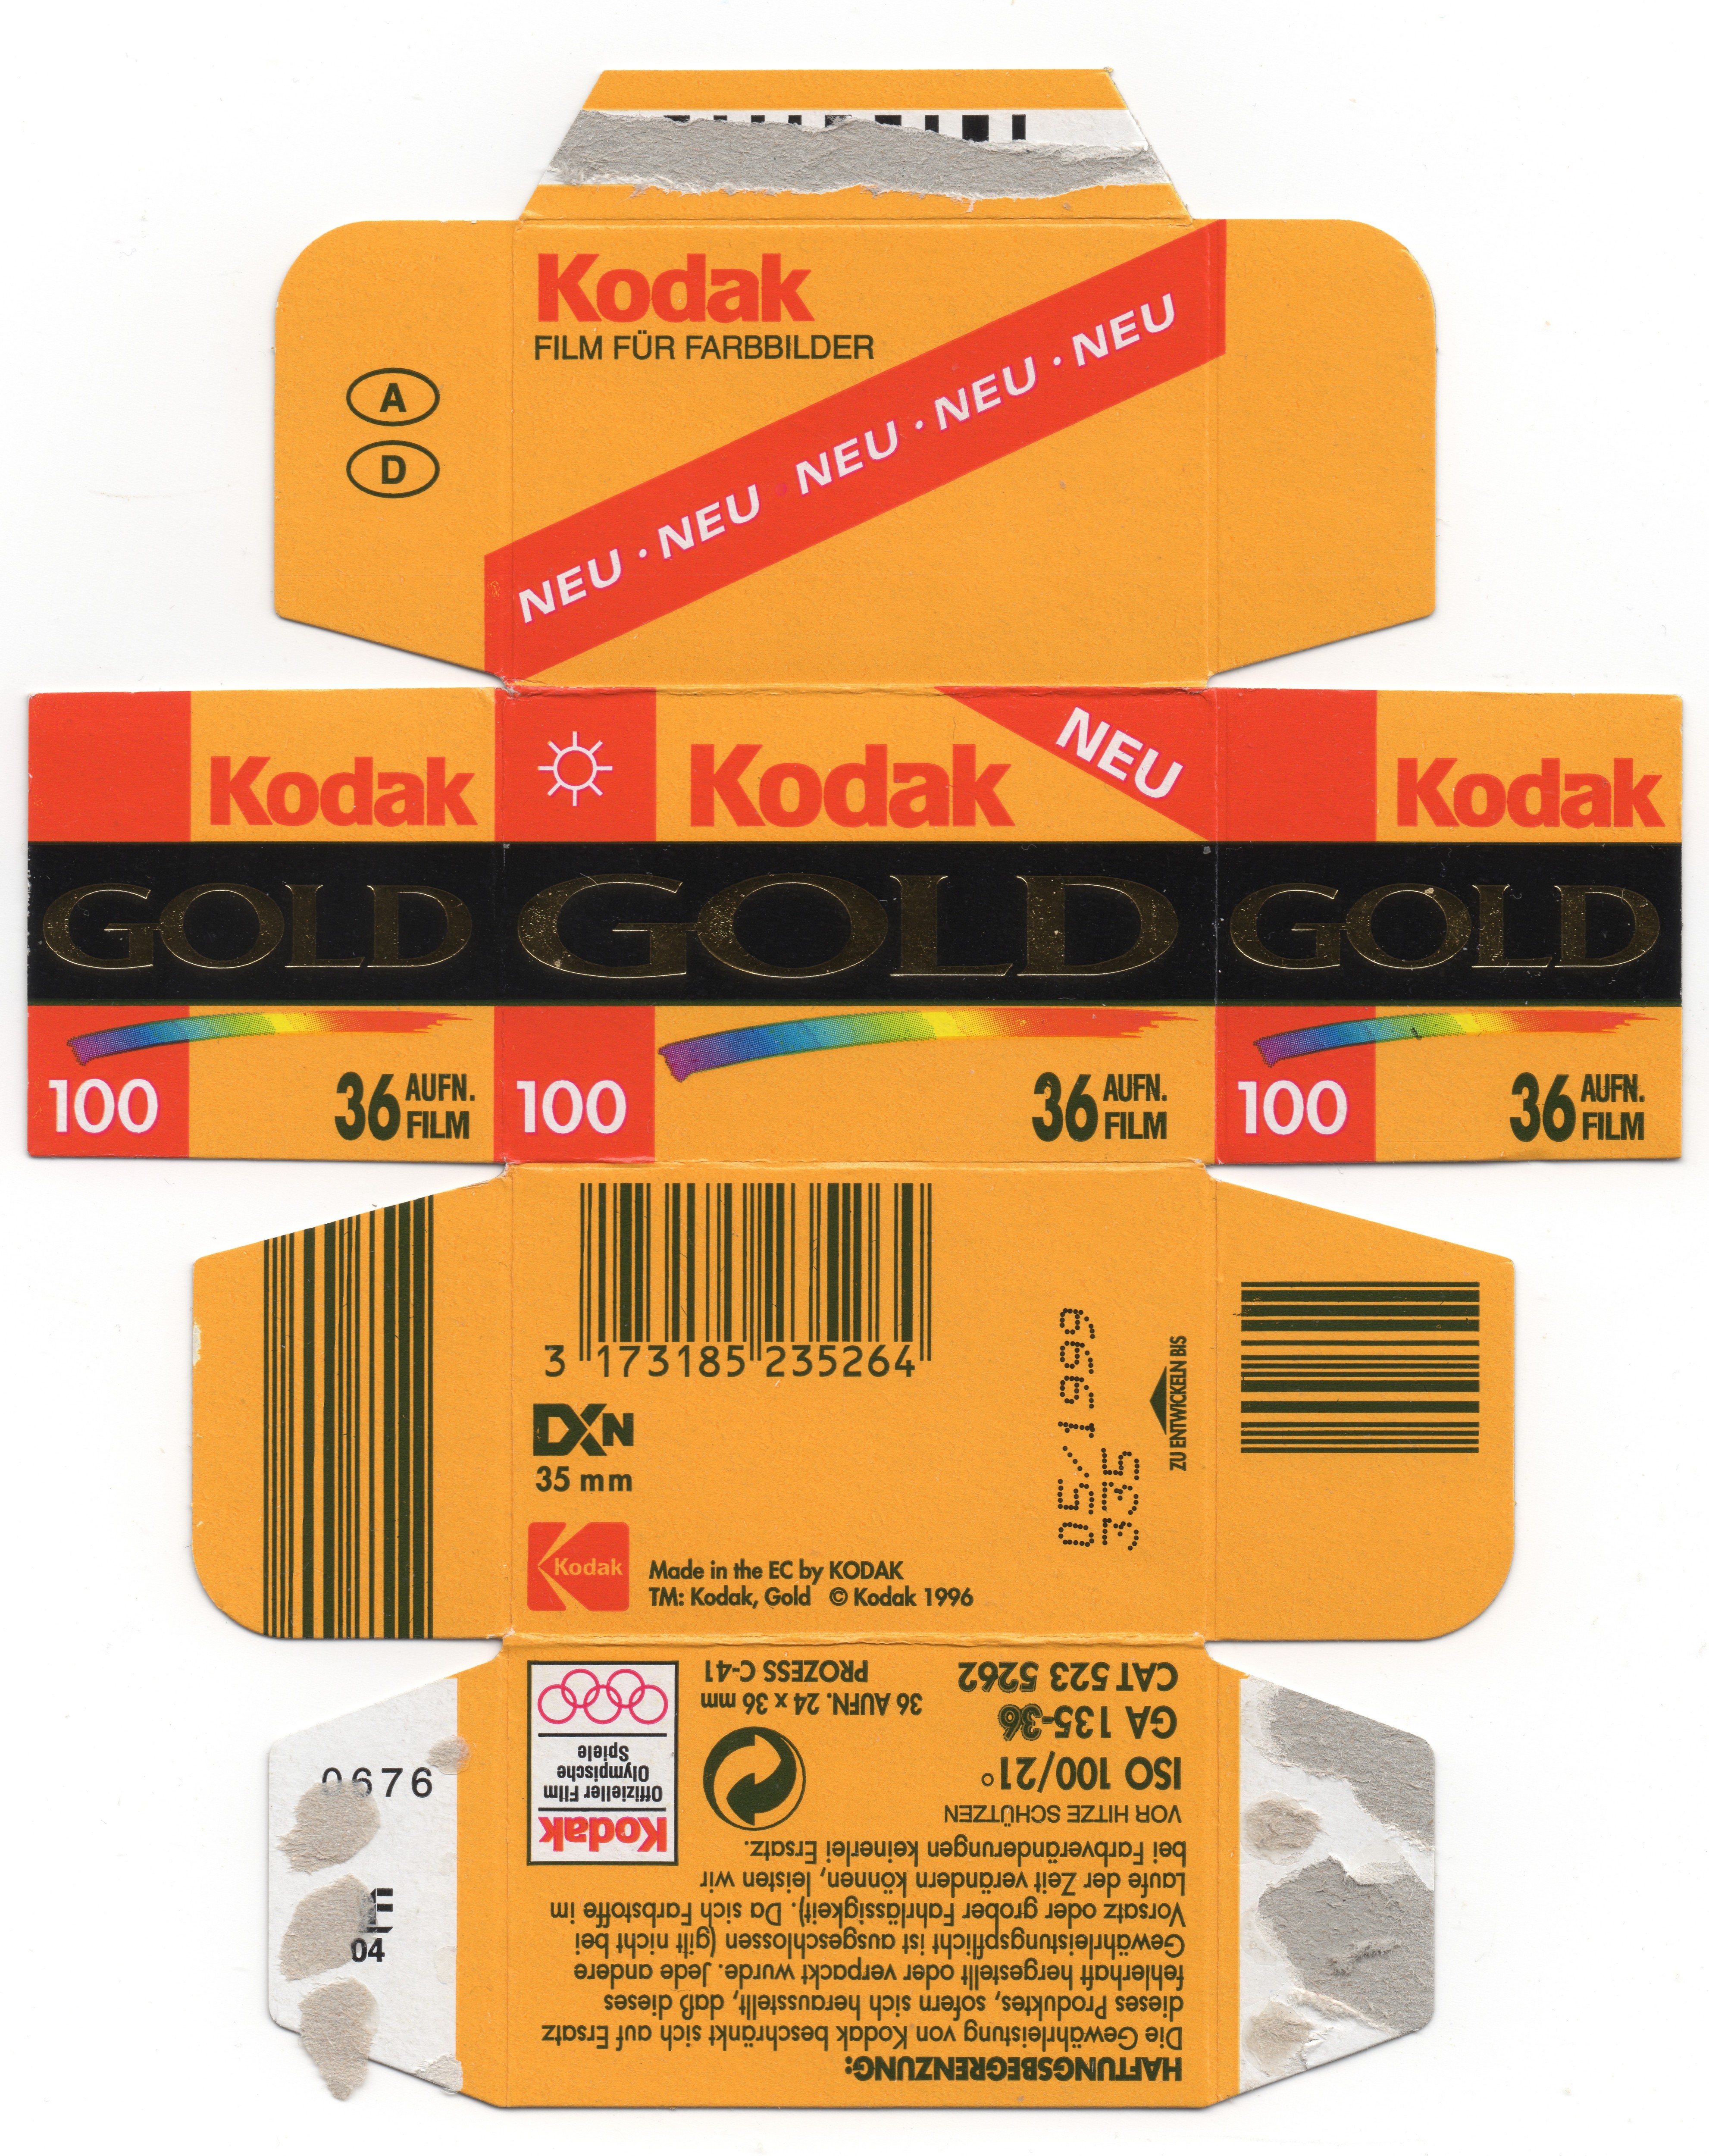 Kodak
FILM FÜR FARBBILDER
A
D
NEU · NEU · NEU · NEU · NEU
Kodak
GOLD
100
36 AUFN.
FILM
Kodak
NEU
GOLD
100
36 AUFN.
FILM
Kodak
GOLD
100
36 AUFN.
FILM
3 173185 235264
DXN
35 mm
05/1999
335
ZU ENTWICKELN BIS
Kodak
Made in the EC by KODAK
TM: Kodak, Gold © Kodak 1996
HAFTUNGSBEGRENZUNG:
Die Gewährleistung von Kodak beschränkt sich auf Ersatz
dieses Produktes, sofern sich herausstellt, daß dieses
fehlerhaft hergestellt oder verpackt wurde. Jede andere
Gewährleistungspflicht ist ausgeschlossen (gilt nicht bei
Vorsatz oder grober Fahrlässigkeit). Da sich Farbstoffe im
Laufe der Zeit verändern können, leisten wir
bei Farbveränderungen keinerlei Ersatz.
VOR HITZE SCHÜTZEN
ISO 100/21°
GA 135-36
CAT 523 5262
36 AUFN. 24 x 36 mm
PROZESS C-41
Kodak
Offizieller Film
Olympische
Spiele
0676
04